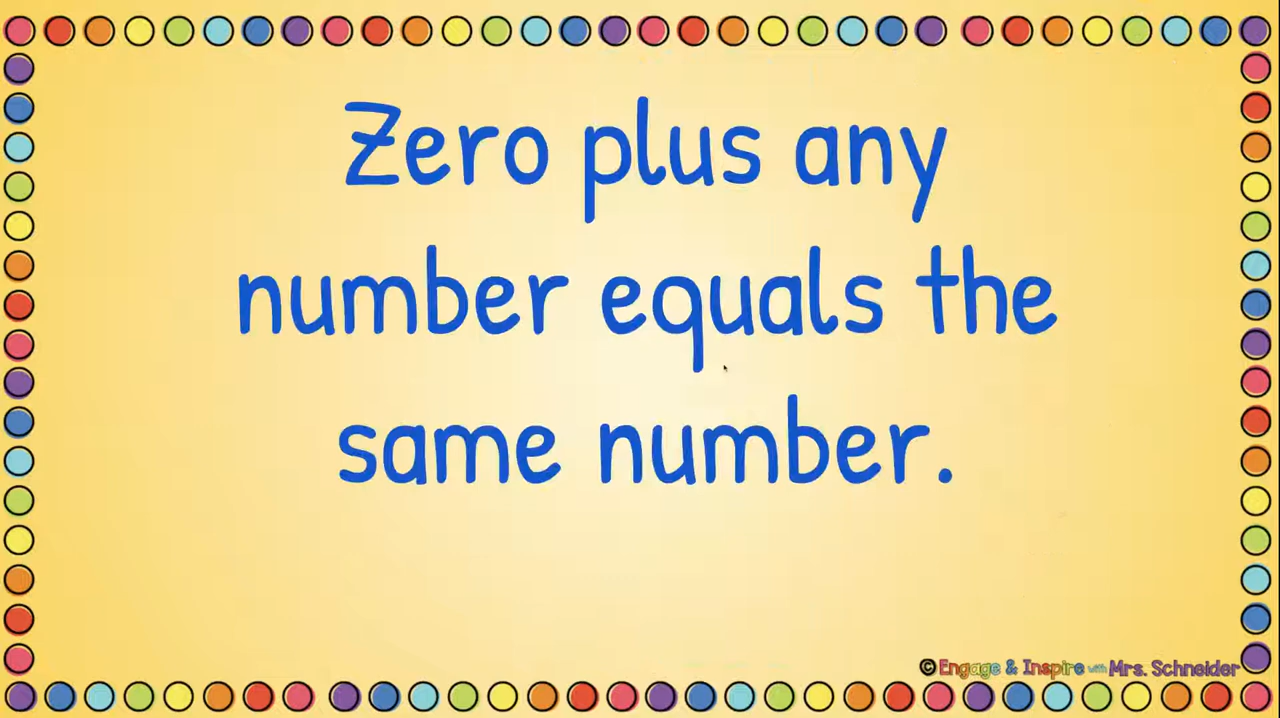 Zero plus any
number equals the
same number.
© Engage & Inspire with Mrs. Schneider